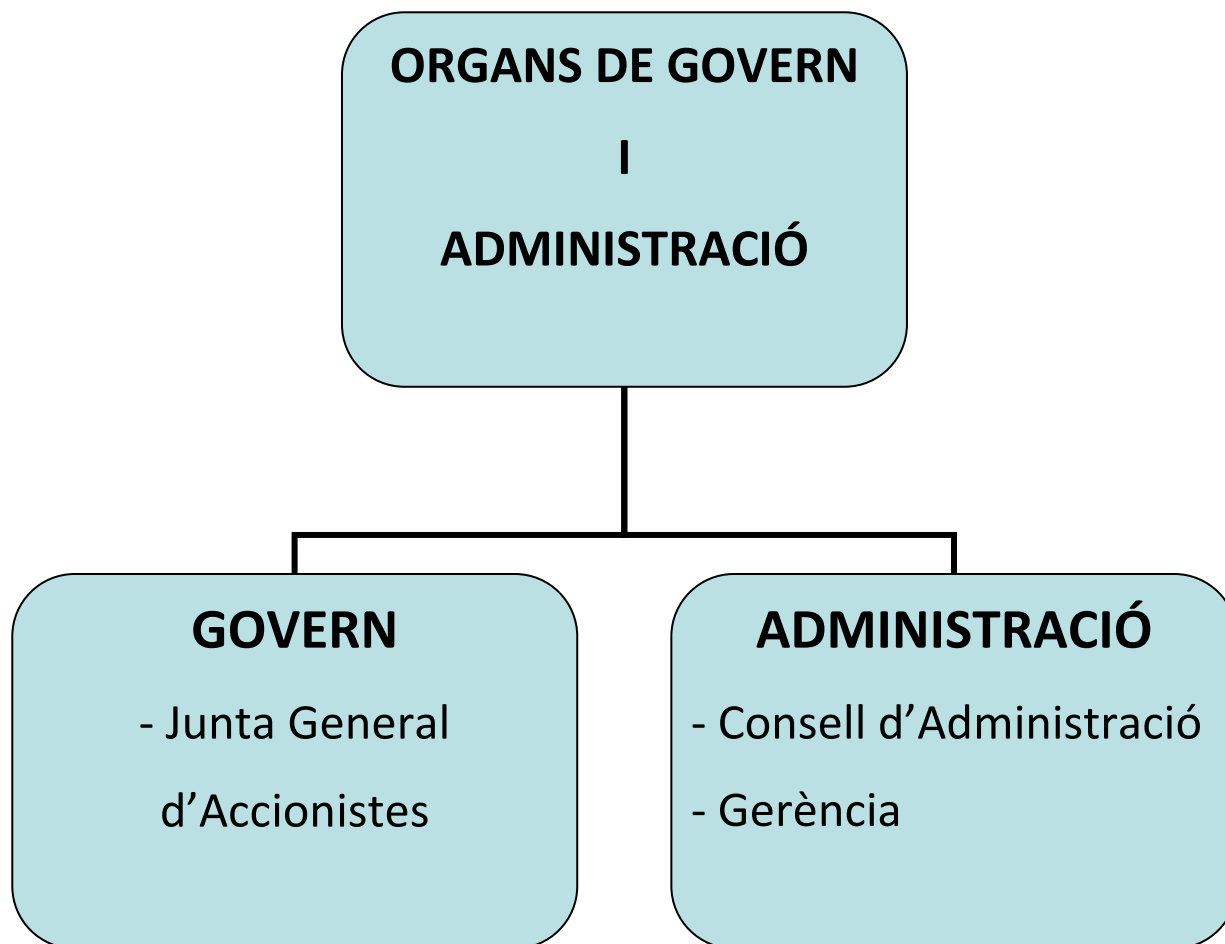 ORGANS DE GOVERN
I
ADMINISTRACIÓ
GOVERN
- Junta General
d’Accionistes
ADMINISTRACIÓ
- Consell d’Administració
- Gerència